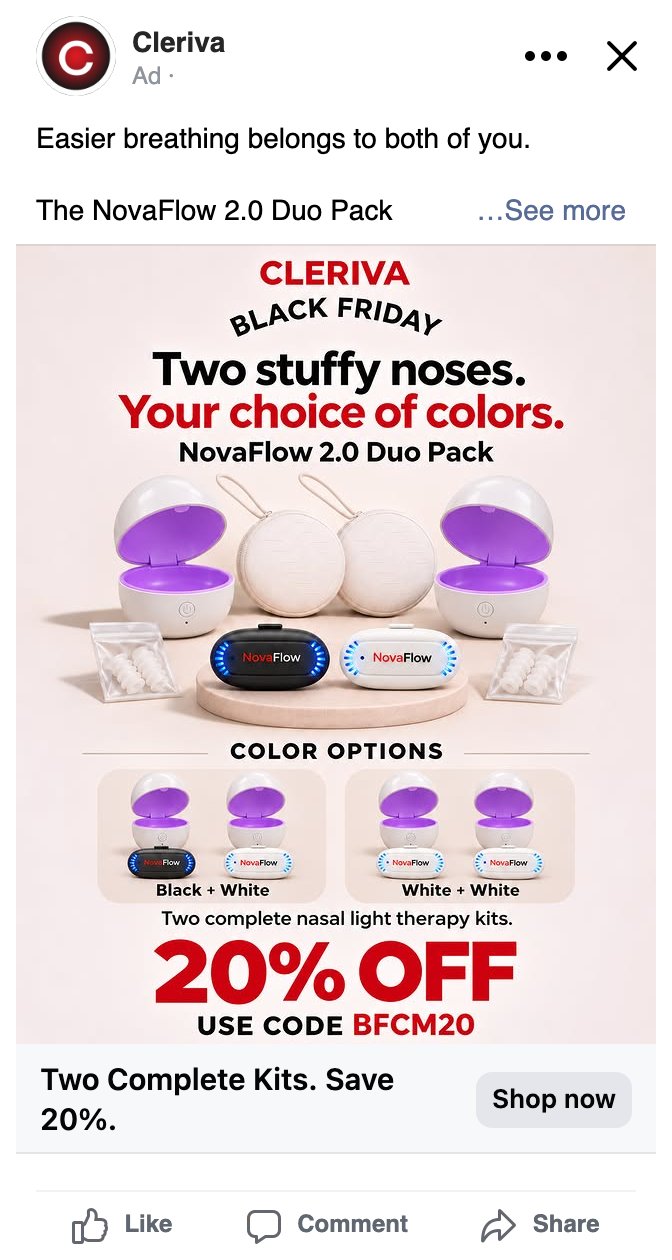 Cleriva
Ad ·
Easier breathing belongs to both of you.
The NovaFlow 2.0 Duo Pack
...See more
CLERIVA
BLACK FRIDAY
Two stuffy noses.
Your choice of colors.
NovaFlow 2.0 Duo Pack
NovaFlow
NovaFlow
COLOR OPTIONS
NovaFlow
NovaFlow
NovaFlow
NovaFlow
Black + White
White + White
Two complete nasal light therapy kits.
20% OFF
USE CODE BFCM20
Two Complete Kits. Save
20%.
Shop now
Like
Comment
Share